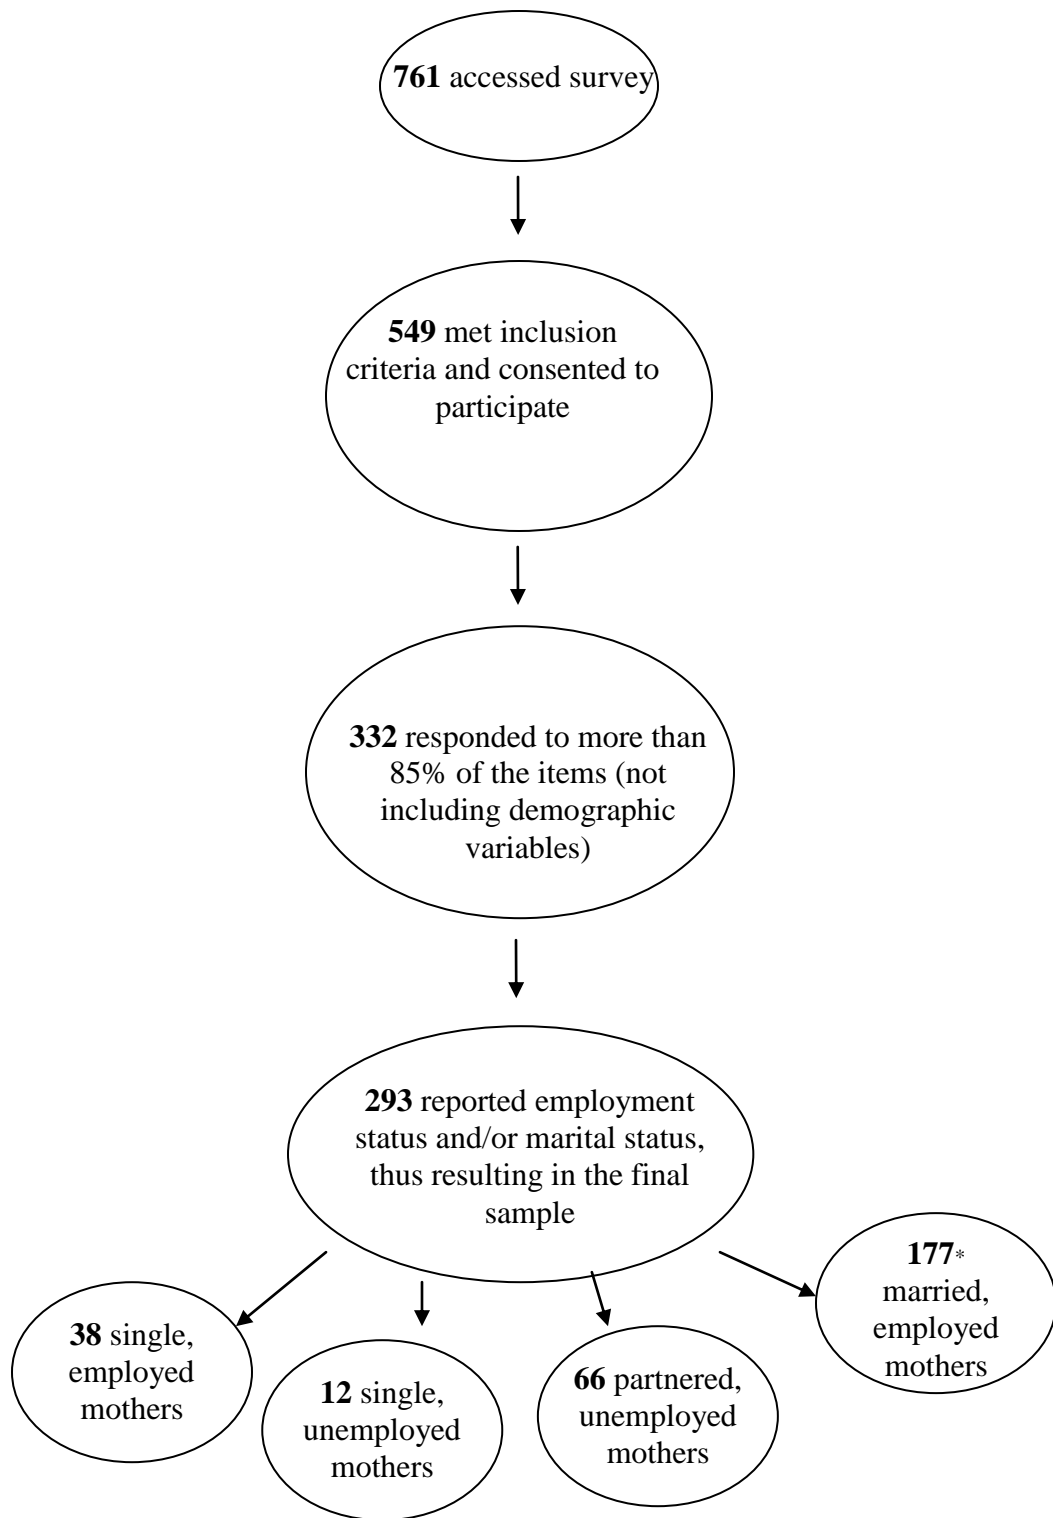 761 accessed survey
549 met inclusion
criteria and consented to
participate
332 responded to more than
85% of the items (not
including demographic
variables)
293 reported employment
status and/or marital status,
thus resulting in the final
sample
38 single,
employed
mothers
12 single,
unemployed
mothers
66 partnered,
unemployed
mothers
177*
married,
employed
mothers